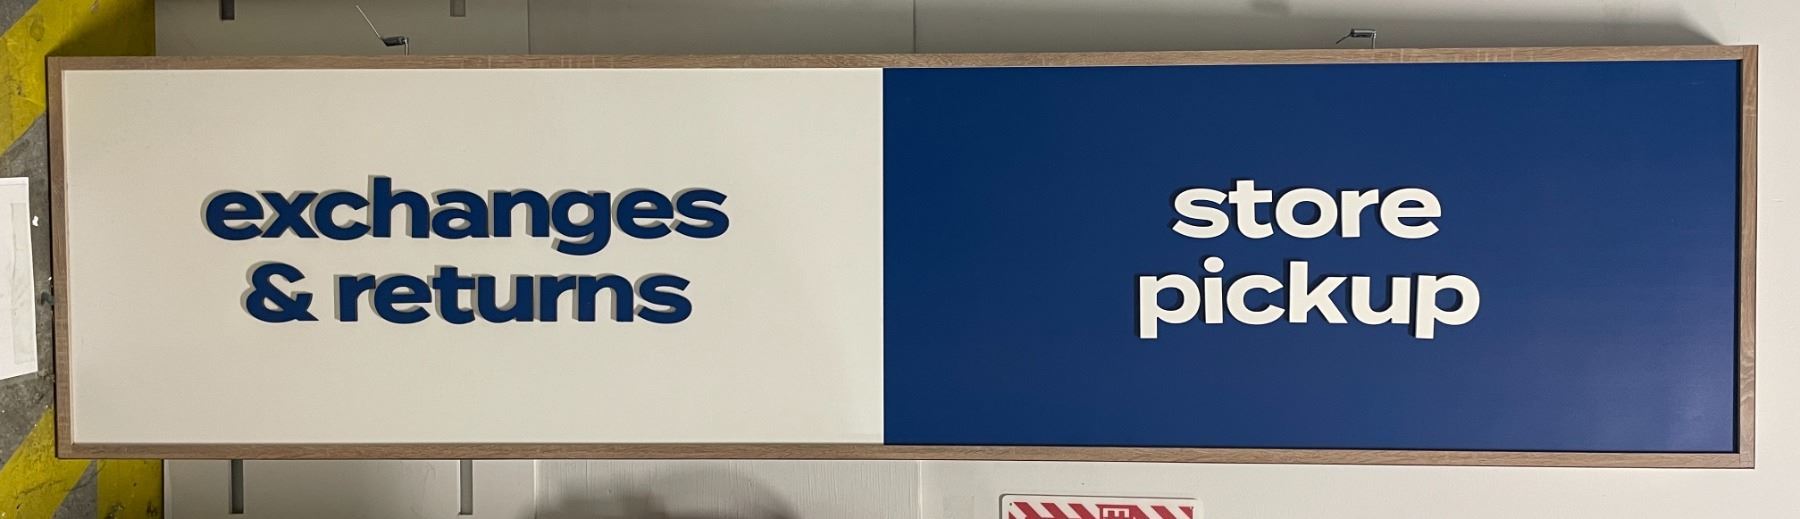 exchanges
& returns
store
pickup